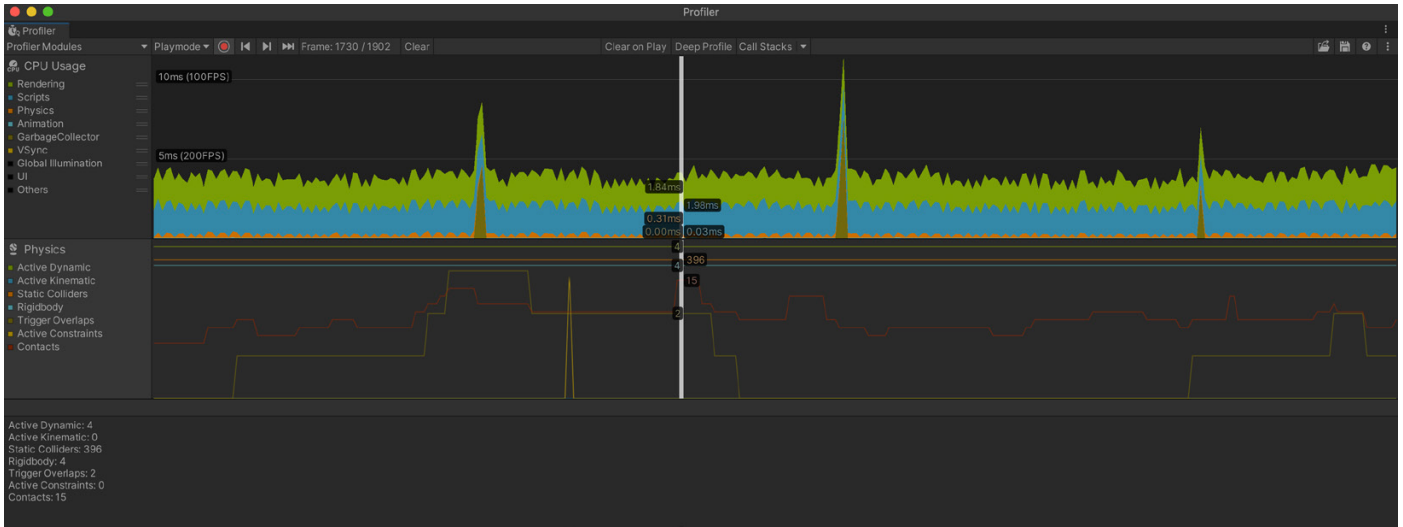 Profiler
Profiler
Profiler Modules Playmode Frame: 1730 / 1902 Clear Clear on Play Deep Profile Call Stacks
CPU Usage
Rendering
Scripts
Physics
Animation
GarbageCollector
VSync
Global Illumination
UI
Others
10ms (100FPS)
5ms (200FPS)
1.84ms
1.98ms
0.31ms
0.00ms 0.03ms
Physics
Active Dynamic
Active Kinematic
Static Colliders
Rigidbody
Trigger Overlaps
Active Constraints
Contacts
4
396
4
15
2
Active Dynamic: 4
Active Kinematic: 0
Static Colliders: 396
Rigidbody: 4
Trigger Overlaps: 2
Active Constraints: 0
Contacts: 15